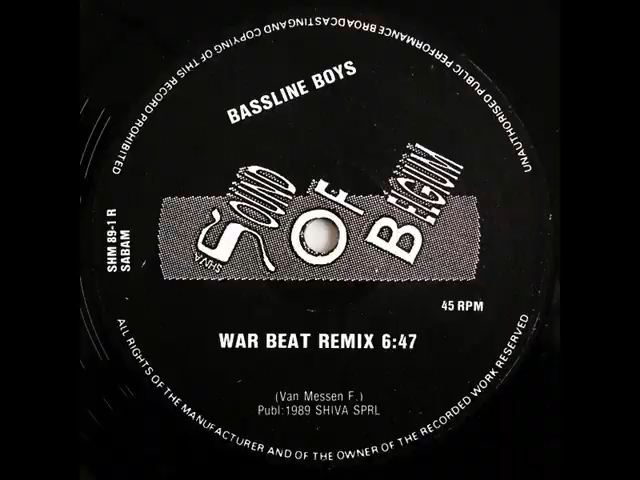 UNAUTHORISED PUBLIC PERFORMANCE BROADCASTING AND COPYING OF THIS RECORD PROHIBITED
BASSLINE BOYS
SHIVA SOUND OF BEGIUM
SHM 89-1 R
SABAM
45 RPM
WAR BEAT REMIX 6:47
(Van Messen F.)
Publ:1989 SHIVA SPRL
ALL RIGHTS OF THE MANUFACTURER AND OF THE OWNER OF THE RECORDED WORK RESERVED